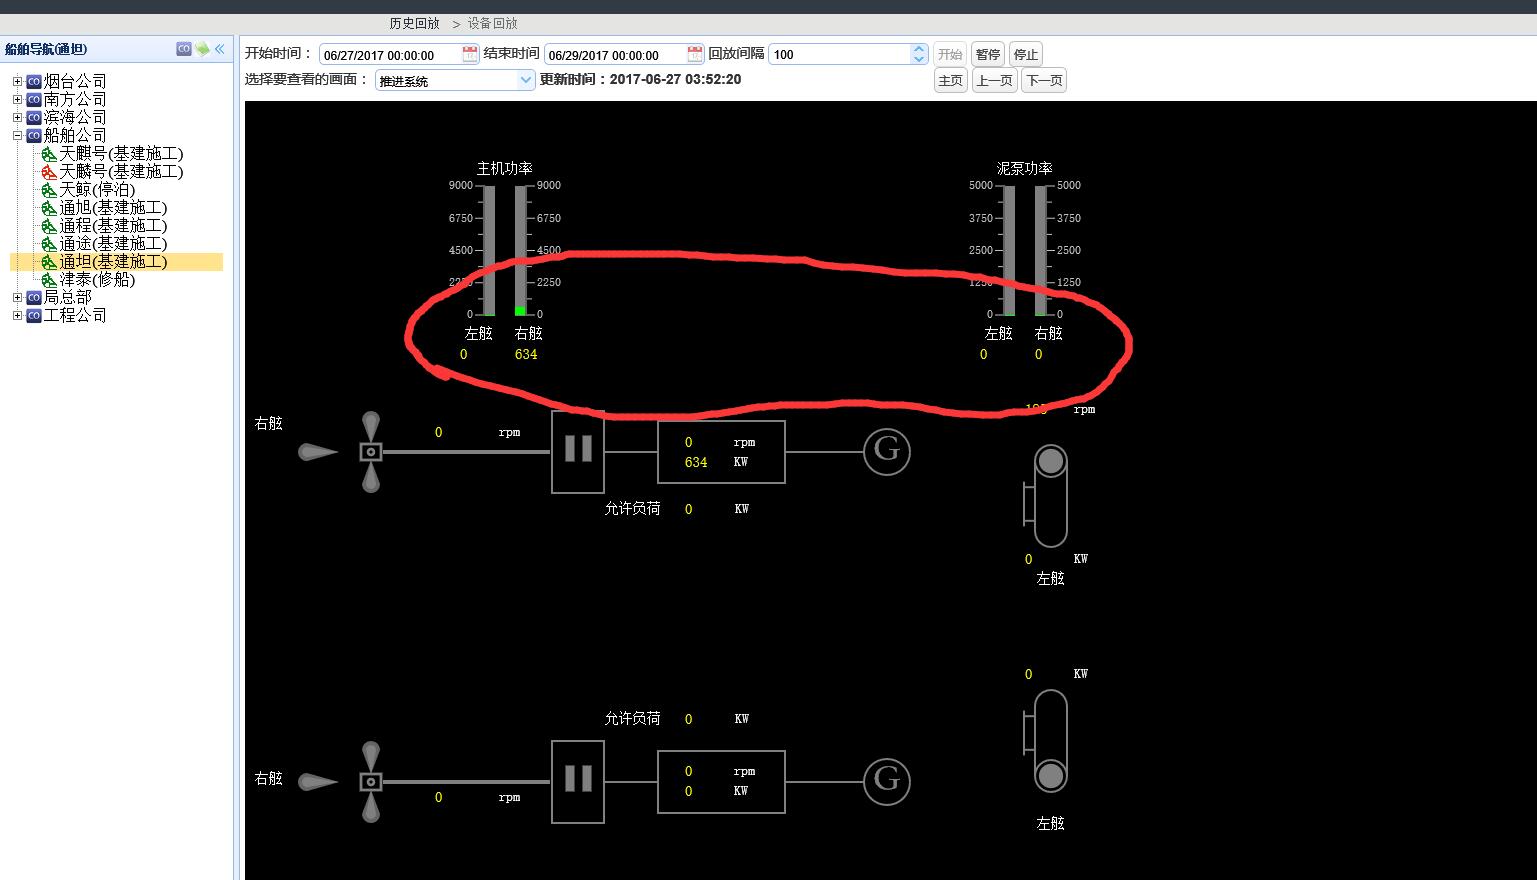 历史回放 > 设备回放
船舶导航(通坦)
CO
开始时间： 06/27/2017 00:00:00 结束时间 06/29/2017 00:00:00 回放间隔 100 开始 暂停 停止
选择要查看的画面： 推进系统 更新时间：2017-06-27 03:52:20 主页 上一页 下一页
CO 烟台公司
CO 南方公司
CO 滨海公司
CO 船舶公司
天麒号(基建施工)
天麟号(基建施工)
天鲸(停泊)
通旭(基建施工)
通程(基建施工)
通途(基建施工)
通坦(基建施工)
津泰(修船)
CO 局总部
CO 工程公司
主机功率 泥泵功率
9000 9000 5000 5000
6750 6750 3750 3750
4500 4500 2500 2500
2250 1250 1250
0 0 0 0
左舷 右舷 左舷 右舷
0 634 0 0
rpm
右舷 0 rpm
0 rpm
634 KW
G
允许负荷 0 KW
0 KW
左舷
0 KW
允许负荷 0 KW
右舷
0 rpm
0 rpm
0 KW
G
左舷